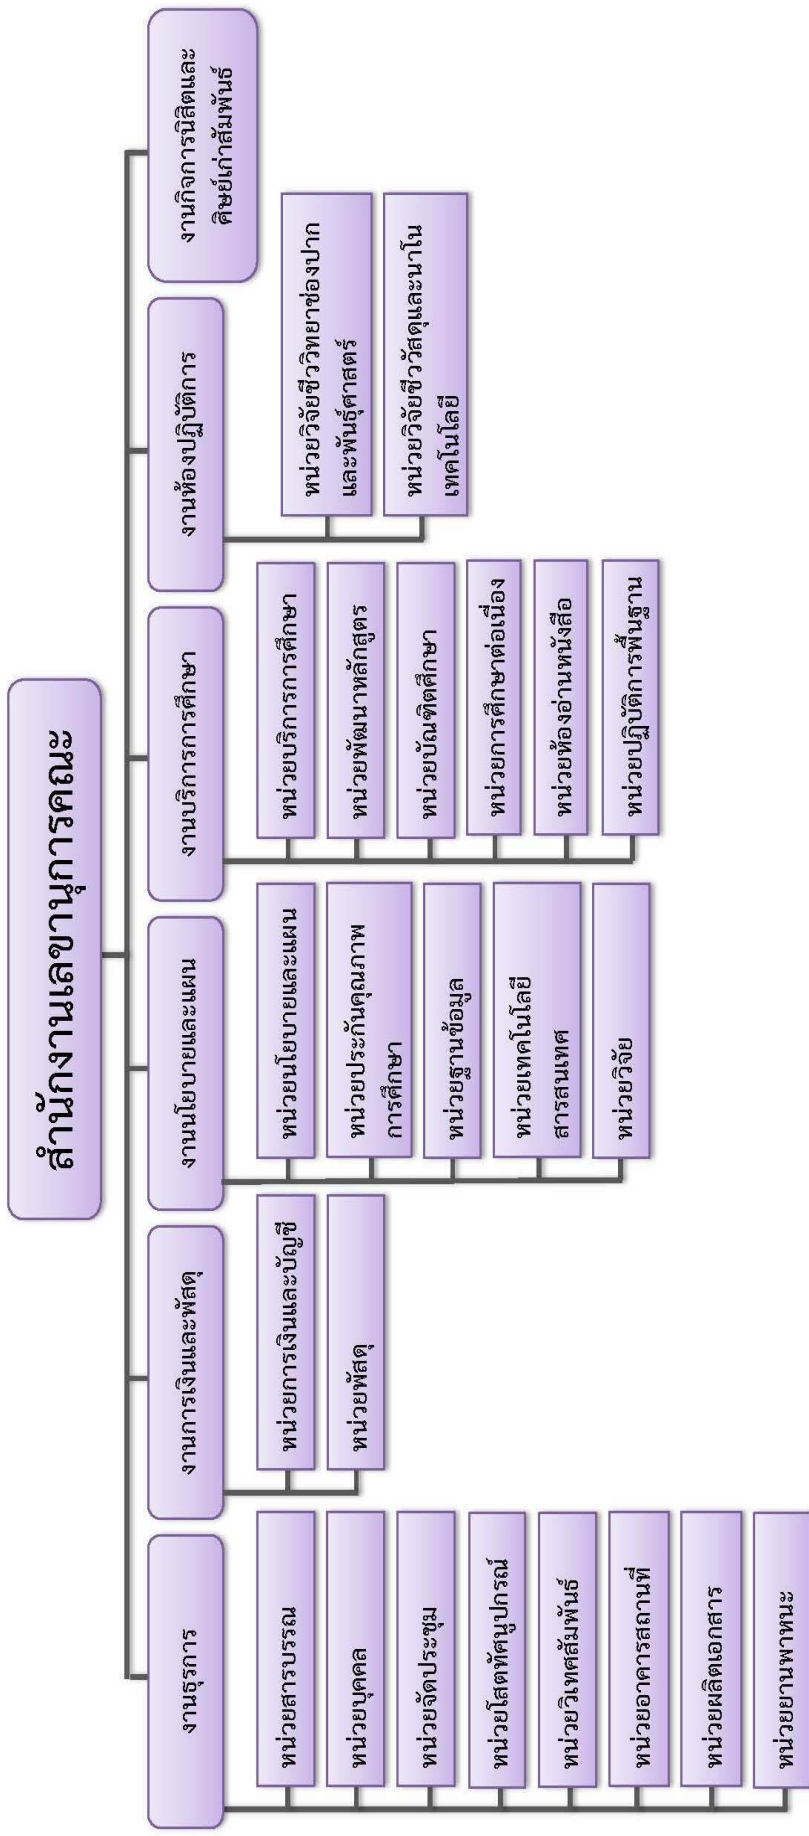 สำนักงานเลขานุการคณะ
งานธุรการ
หน่วยสารบรรณ
หน่วยบุคคล
หน่วยจัดประชุม
หน่วยโสตทัศนูปกรณ์
หน่วยวิเทศสัมพันธ์
หน่วยอาคารสถานที่
หน่วยผลิตเอกสาร
หน่วยยานพาหนะ
งานการเงินและพัสดุ
หน่วยการเงินและบัญชี
หน่วยพัสดุ
งานนโยบายและแผน
หน่วยนโยบายและแผน
หน่วยประกันคุณภาพ
การศึกษา
หน่วยฐานข้อมูล
หน่วยเทคโนโลยี
สารสนเทศ
หน่วยวิจัย
งานบริการการศึกษา
หน่วยบริการการศึกษา
หน่วยพัฒนาหลักสูตร
หน่วยบัณฑิตศึกษา
หน่วยการศึกษาต่อเนื่อง
หน่วยห้องอ่านหนังสือ
หน่วยปฏิบัติการพื้นฐาน
งานห้องปฏิบัติการ
หน่วยวิจัยชีววิทยาช่องปาก
และพันธุ์ศาสตร์
หน่วยวิจัยชีววัสดุและนาโน
เทคโนโลยี
งานกิจการนิสิตและ
ศิษย์เก่าสัมพันธ์